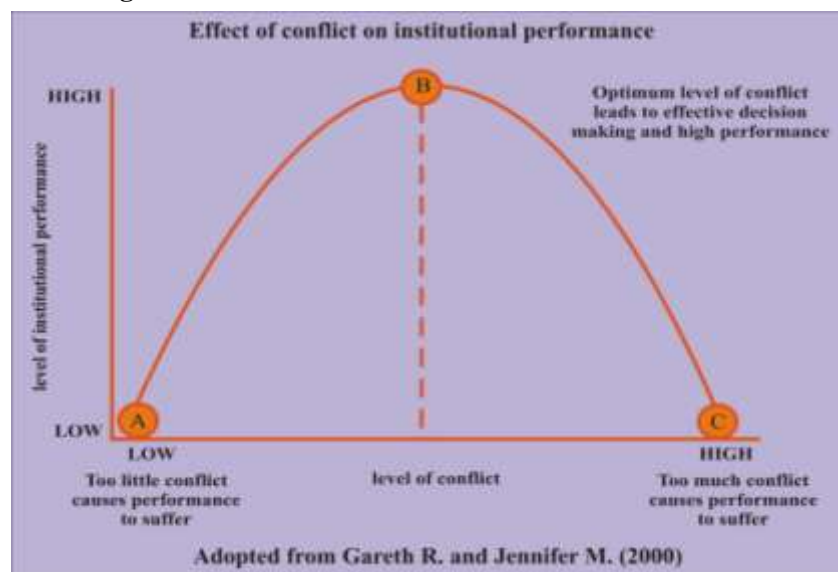 Effect of conflict on institutional performance
HIGH
B
Optimum level of conflict
leads to effective decision
making and high performance
level of institutional performance
A
C
LOW
LOW
HIGH
Too little conflict
causes performance
to suffer
level of conflict
Too much conflict
causes performance
to suffer
Adopted from Gareth R. and Jennifer M. (2000)